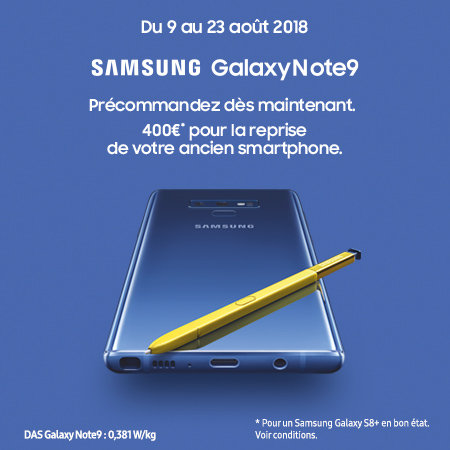 Du 9 au 23 août 2018
SAMSUNG GalaxyNote9
Précommandez dès maintenant.
400€* pour la reprise
de votre ancien smartphone.
SAMSUNG
* Pour un Samsung Galaxy S8+ en bon état.
DAS Galaxy Note9 : 0,381 W/kg
Voir conditions.